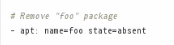 # Remove "foo" package
- apt: name=foo state=absent